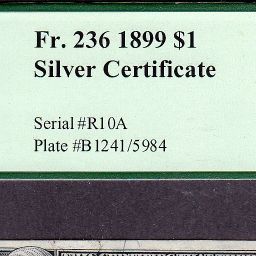 Fr. 236 1899 $1
Silver Certificate
Serial #R10A
Plate #B1241/5984